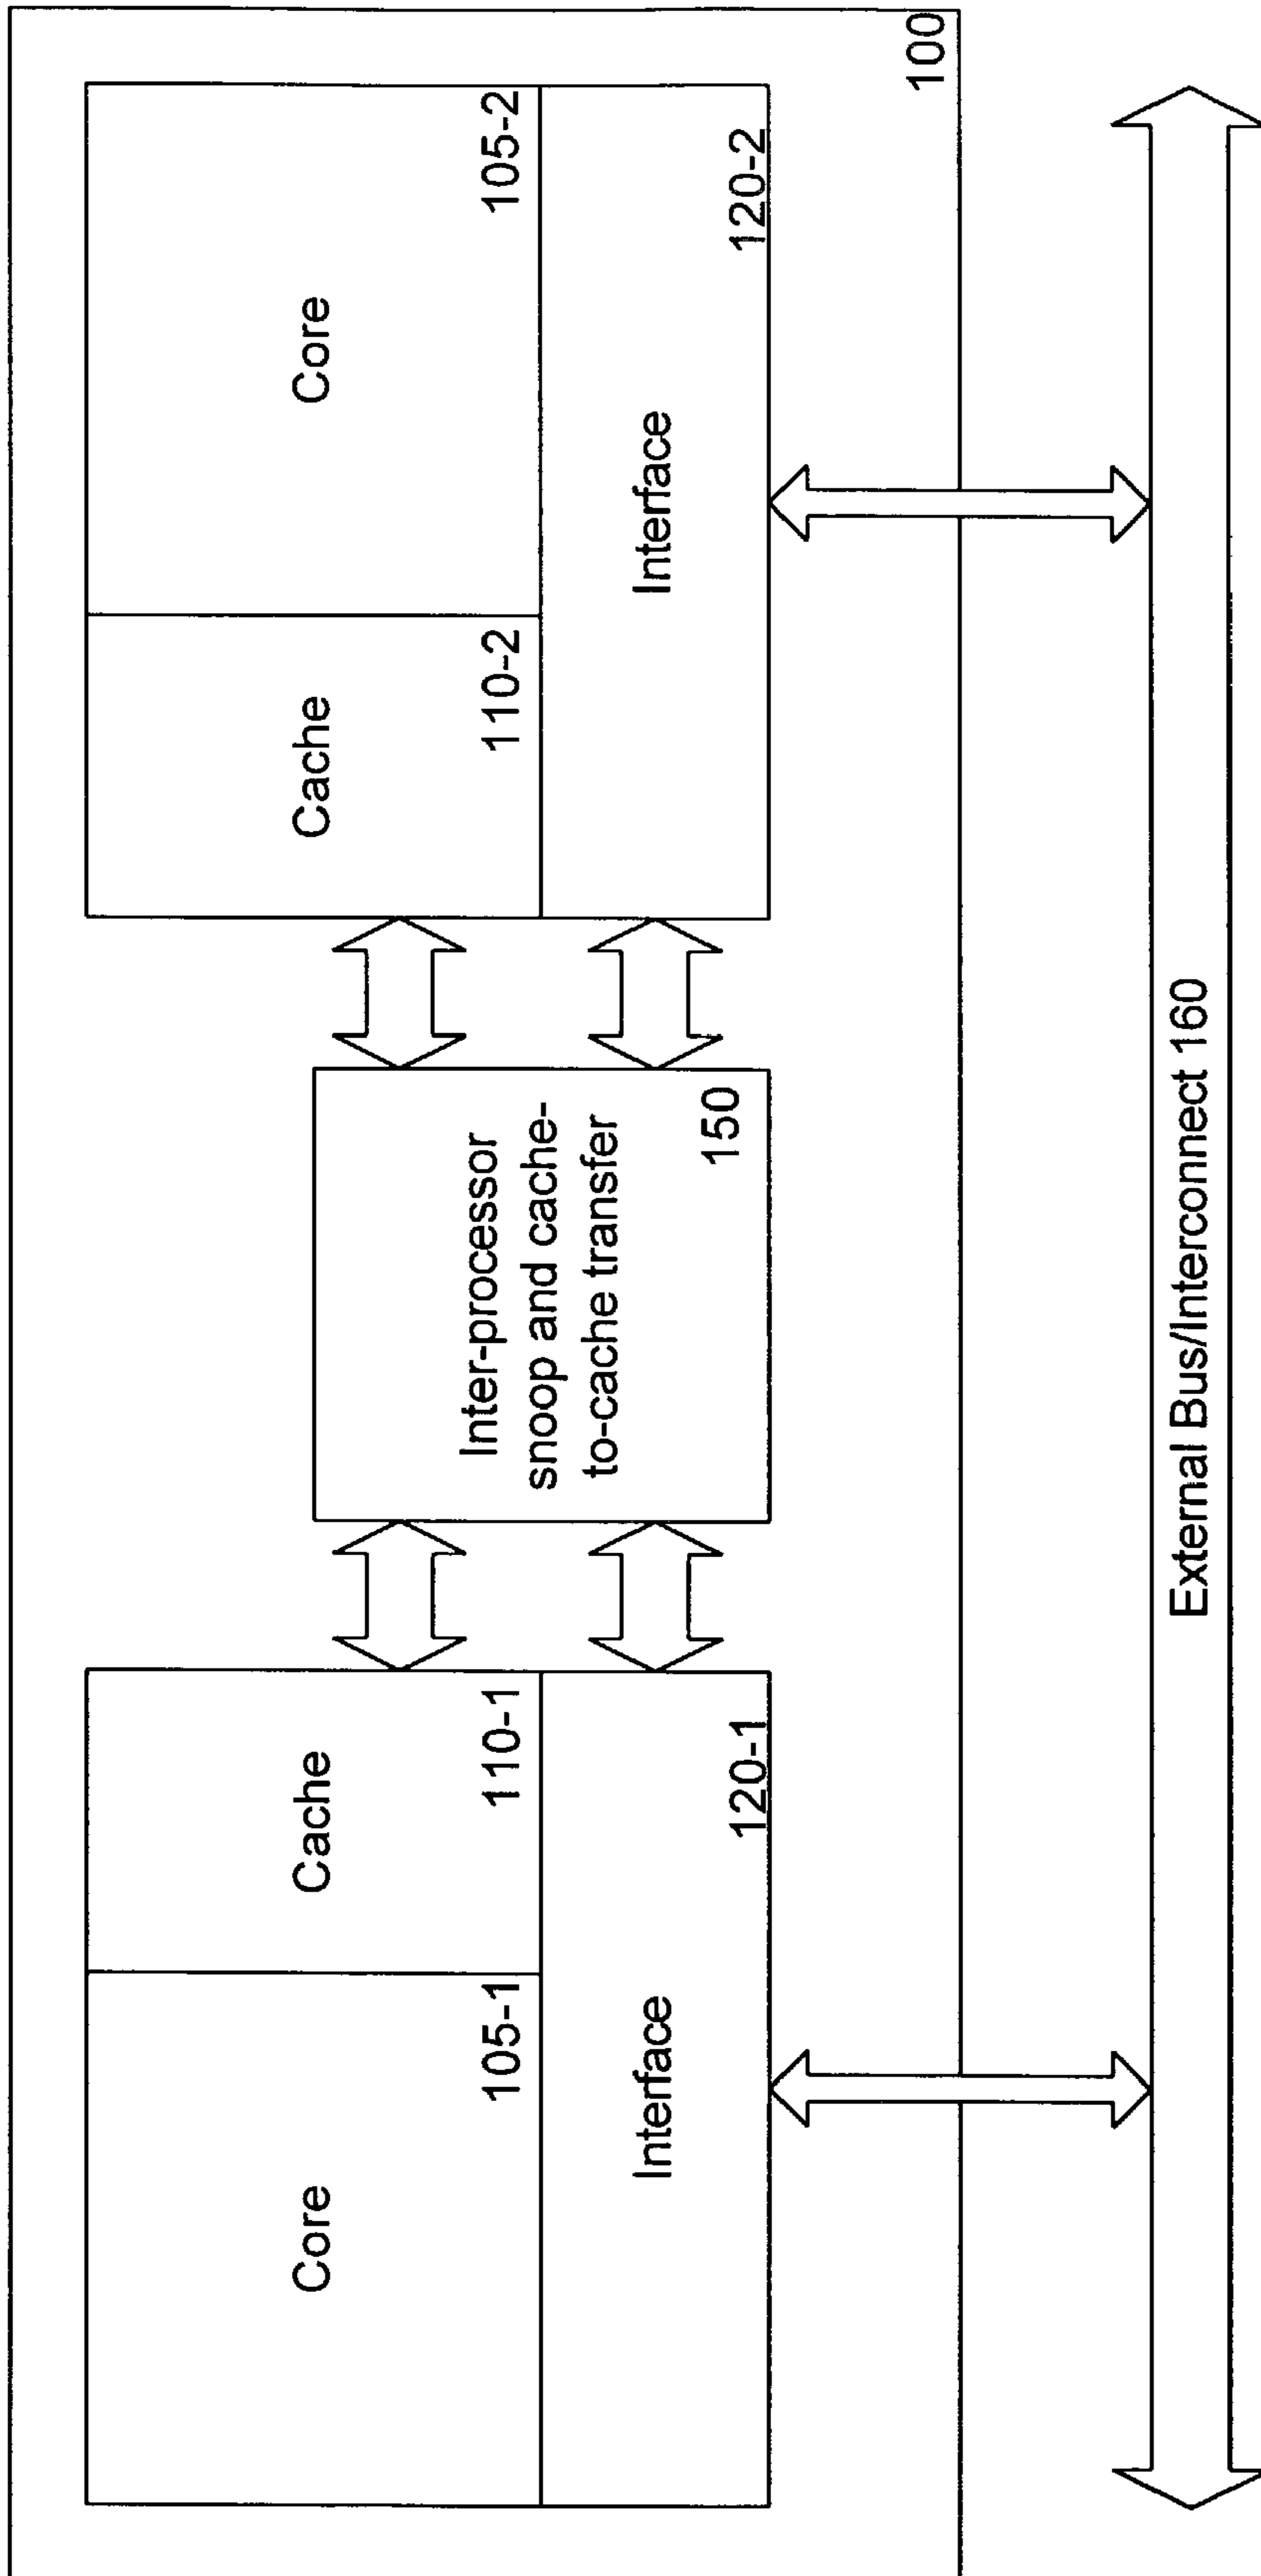 Core
105-1
Cache
110-1
Interface
120-1
Inter-processor
snoop and cache-
to-cache transfer
150
Cache
110-2
Core
105-2
Interface
120-2
100
External Bus/Interconnect 160